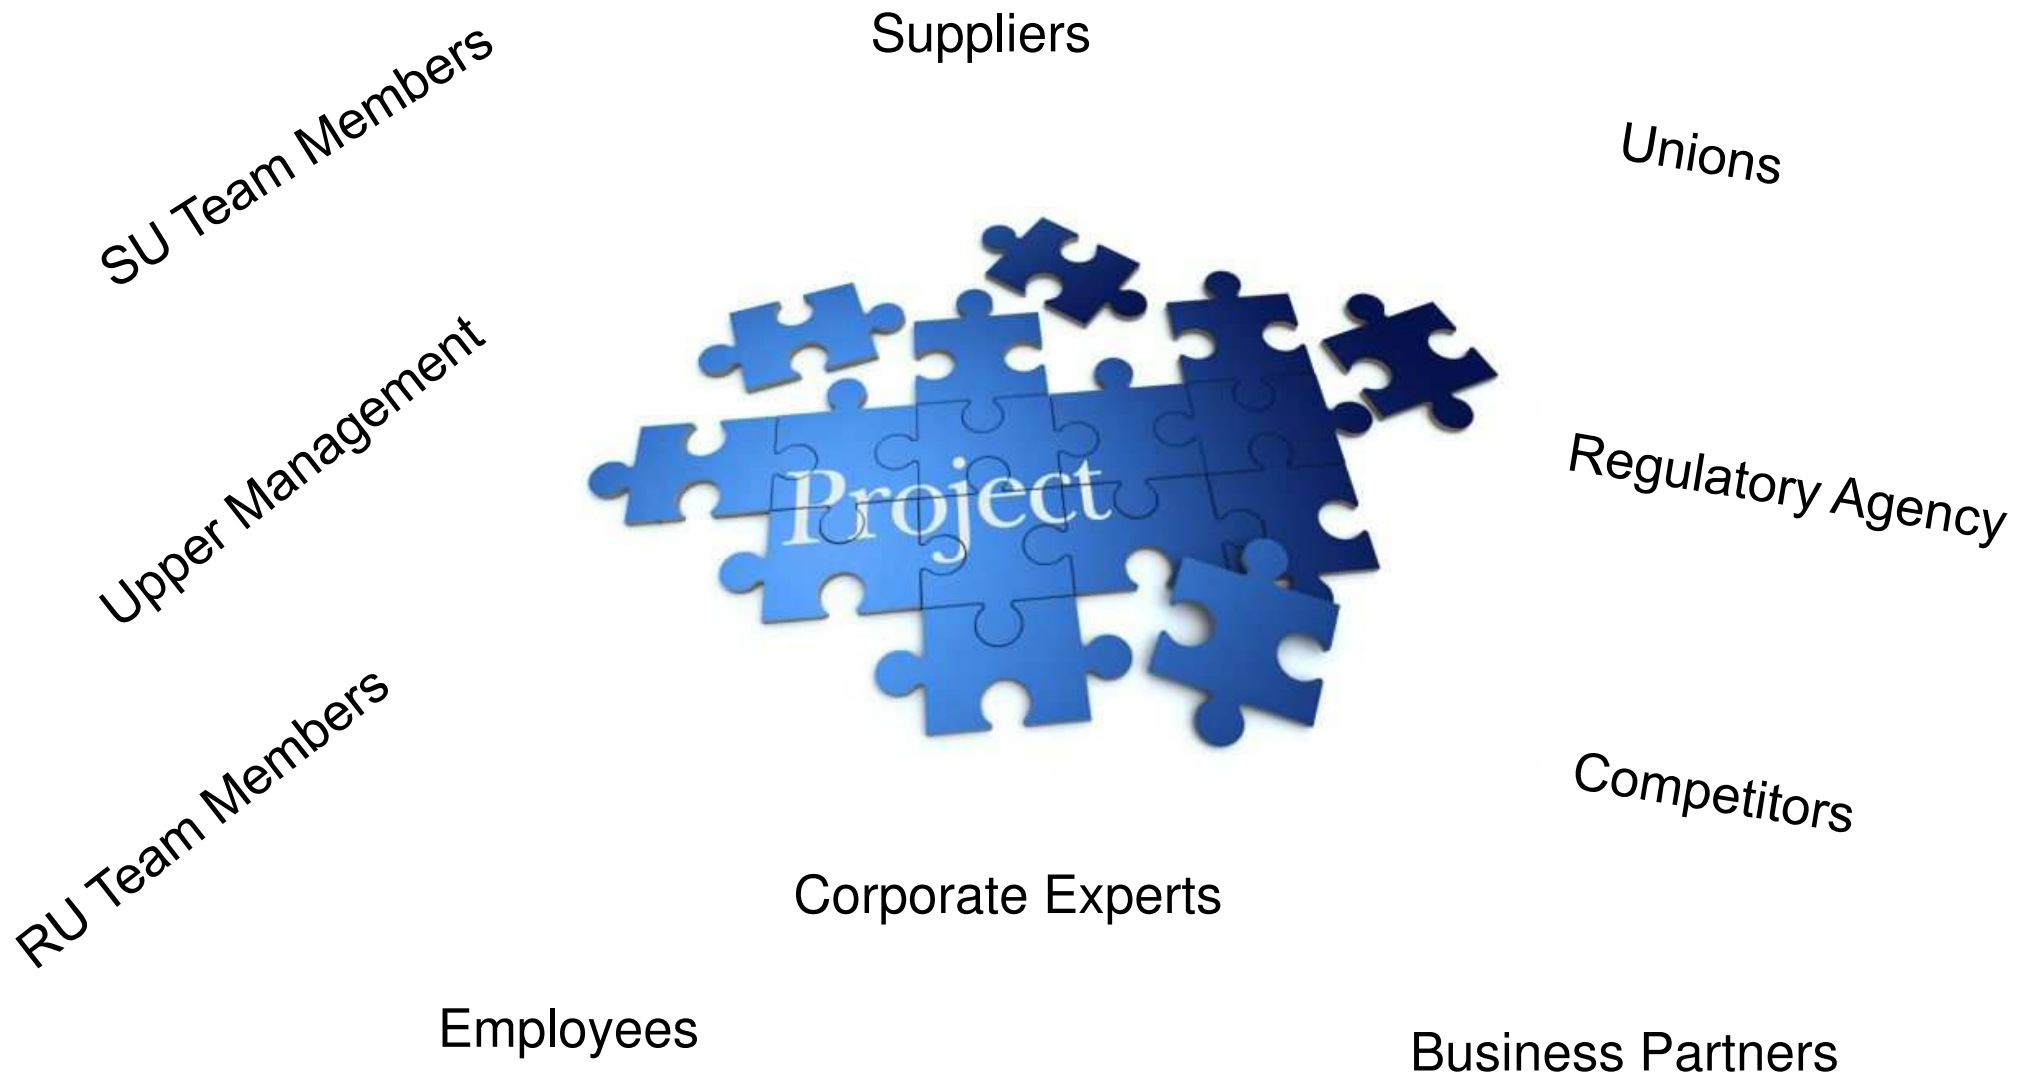 Suppliers
SU Team Members
Unions
Upper Management
Project
Regulatory Agency
RU Team Members
Competitors
Corporate Experts
Employees
Business Partners